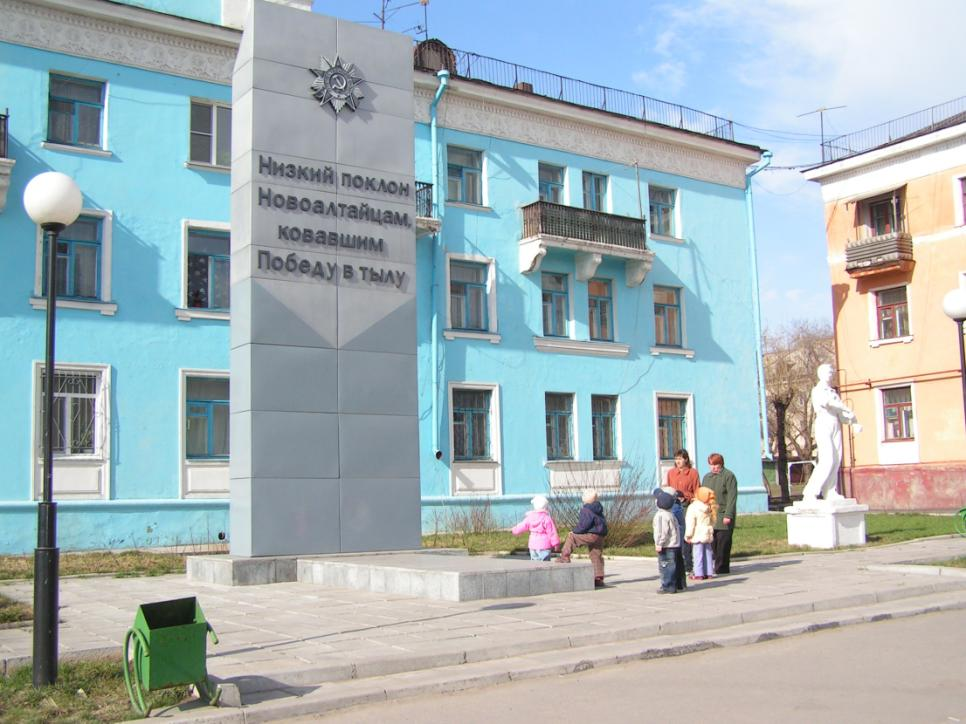 Низкий поклон
Новоалтайцам,
ковавшим
Победу в тылу